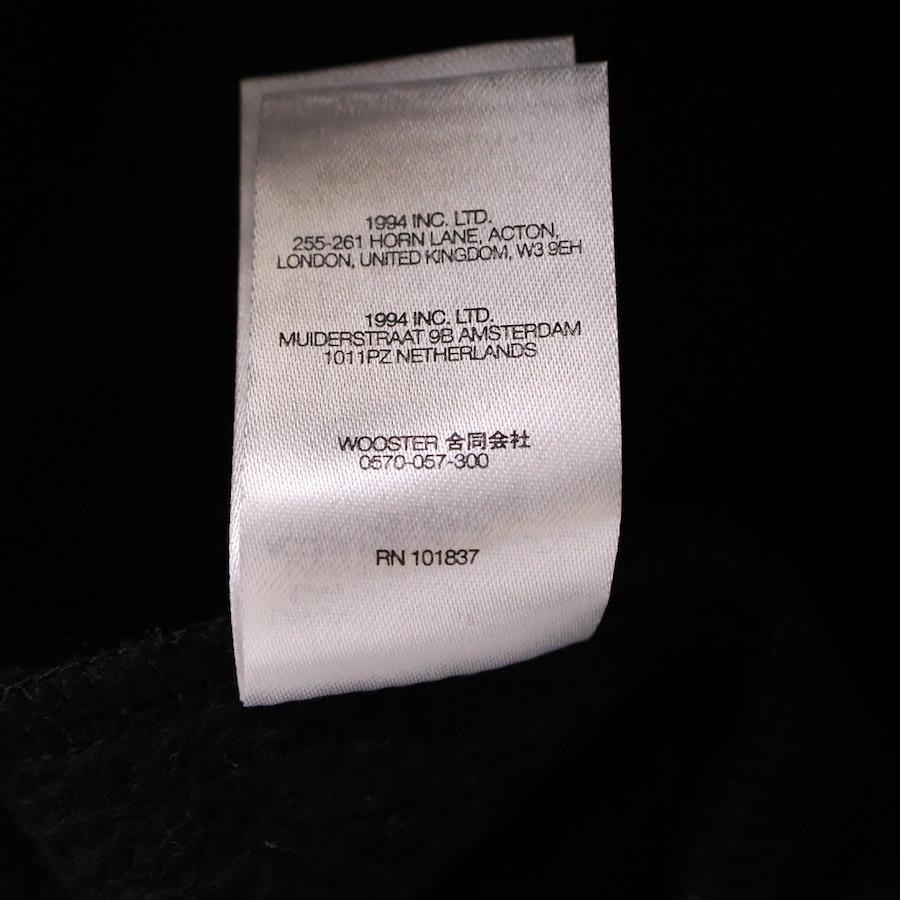 1994 INC. LTD.
255-261 HORN LANE, ACTON,
LONDON, UNITED KINGDOM, W3 9EH
1994 INC. LTD.
MUIDERSTRAAT 9B AMSTERDAM
1011PZ NETHERLANDS
WOOSTER 合同会社
0570-057-300
RN 101837